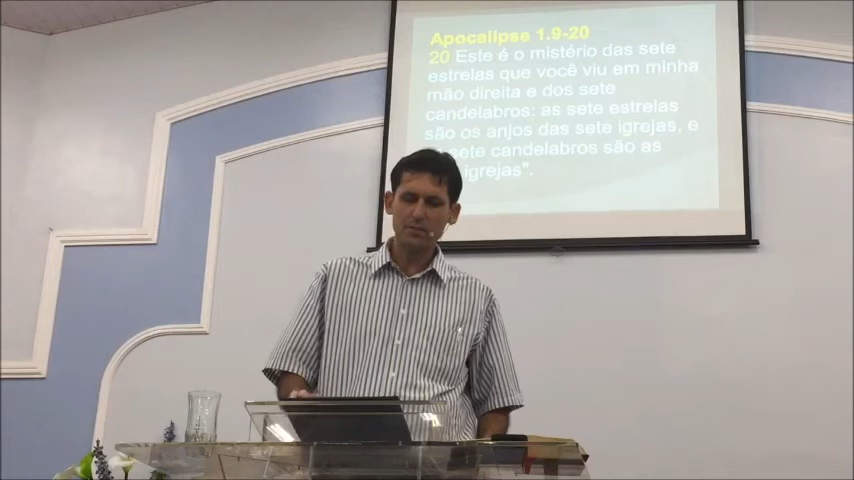 Apocalipse 1.9-20
20 Este é o mistério das sete
estrelas que você viu em minha
mão direita e dos sete
candelabros: as sete estrelas
são os anjos das sete igrejas, e
sete candelabros são as
igrejas".